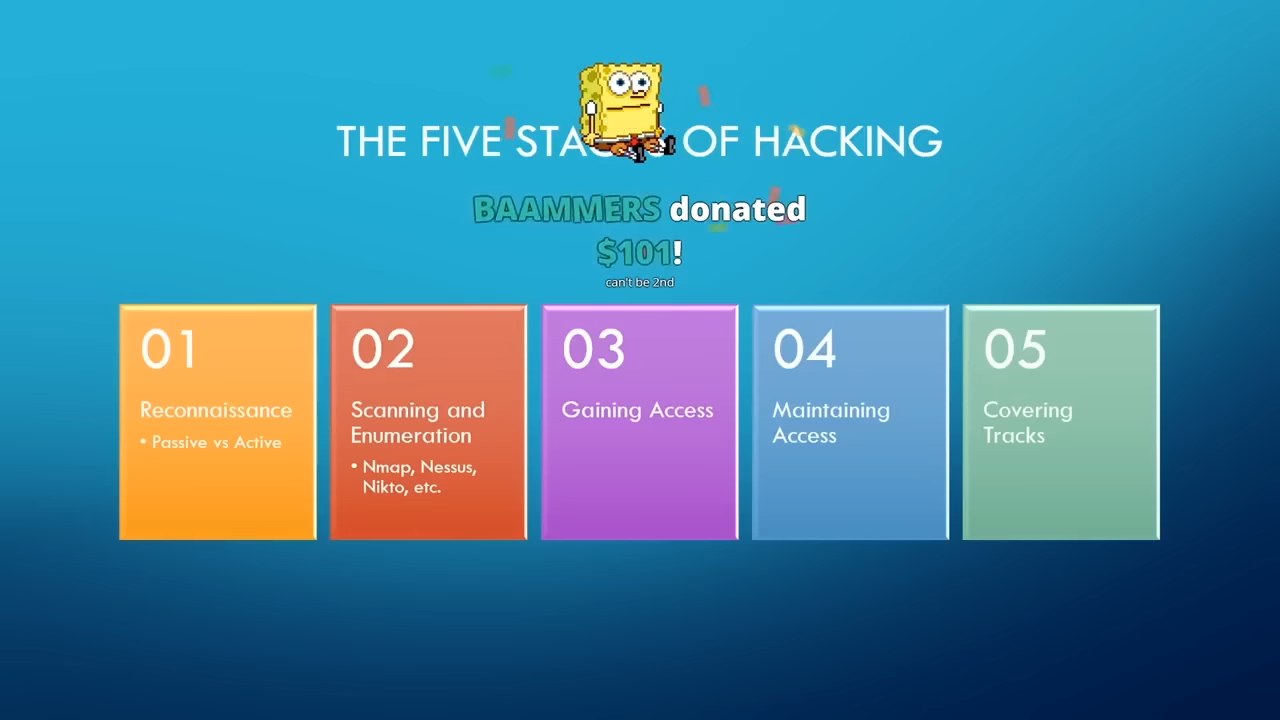 THE FIVE STA OF HACKING
BAAMMERS donated
$101!
can't be 2nd
01
Reconnaissance
• Passive vs Active
02
Scanning and
Enumeration
• Nmap, Nessus,
Nikto, etc.
03
Gaining Access
04
Maintaining
Access
05
Covering
Tracks